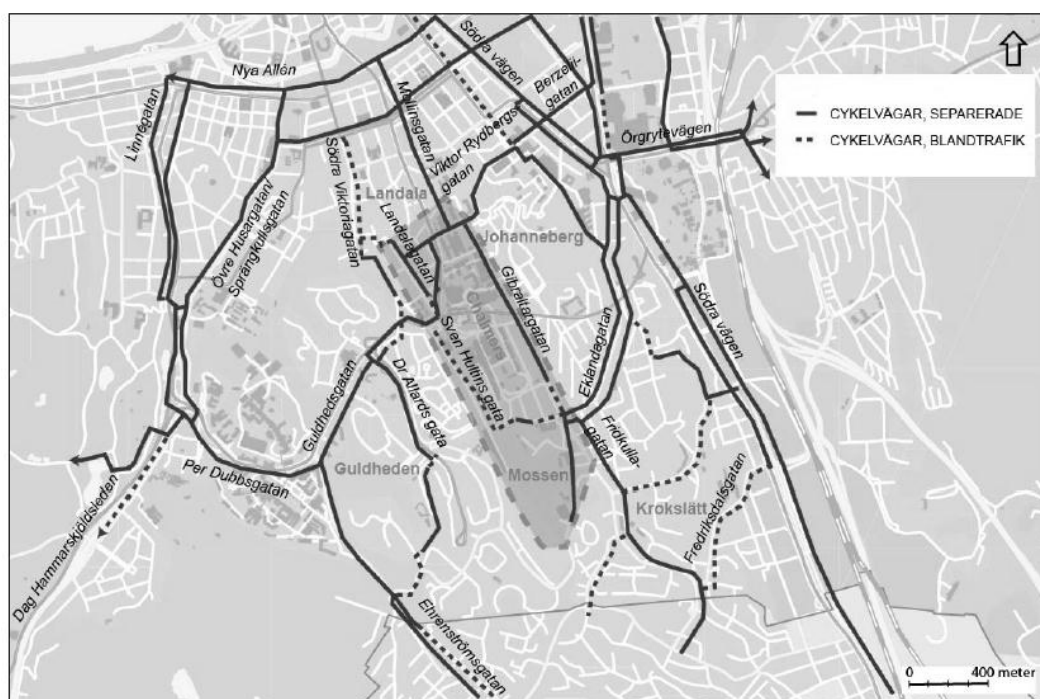 Nya Allén
Södra vägen
Berzelii-
gatan
Linnégatan
Malinsgatan
Viktor Rydbergs-
gatan
Örgrytevägen
CYKELVÄGAR, SEPARERADE
CYKELVÄGAR, BLANDTRAFIK
Södra Viktoriagatan
Landala
Landalagatan
Johanneberg
Övre Husargatan/
Sprängkullsgatan
Chalmers
Gibraltargatan
Sven Hultins gata
Eklandagatan
Södra vägen
Guldhedsgatan
Dr Allards gata
Fridkulla-
gatan
Guldheden
Mossen
Per Dubbsgatan
Krokslätt
Fredriksdalsgatan
Dag Hammarskjöldsleden
Ehrenströmsgatan
0 400 meter